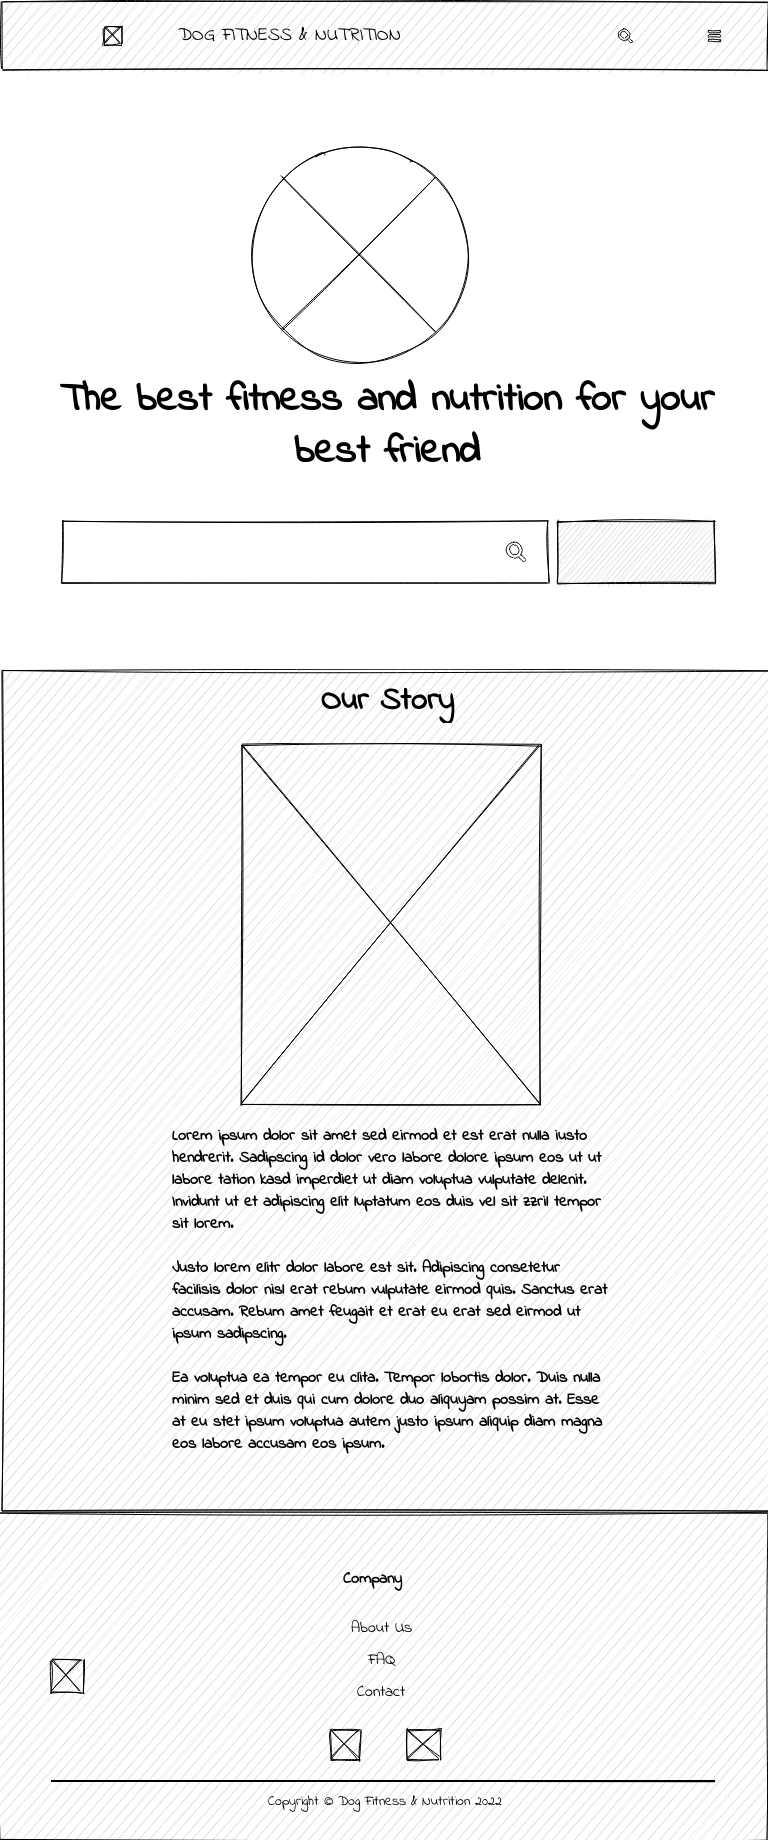 DOG FITNESS & NUTRITION
The best fitness and nutrition for your
best friend
Our Story
Lorem ipsum dolor sit amet sed eirmod et est erat nulla iusto
hendrerit. Sadipscing id dolor vero labore dolore ipsum eos ut ut
labore tation kasd imperdiet ut diam voluptua vulputate delenit.
Invidunt ut et adipiscing elit luptatum eos duis vel sit zzril tempor
sit lorem.
Justo lorem elitr dolor labore est sit. Adipiscing consetetur
facilisis dolor nisl erat rebum vulputate eirmod quis. Sanctus erat
accusam. Rebum amet feugait et erat eu erat sed eirmod ut
ipsum sadipscing.
Ea voluptua ea tempor eu clita. Tempor lobortis dolor. Duis nulla
minim sed et duis qui cum dolore duo aliquyam possim at. Esse
at eu stet ipsum voluptua autem justo ipsum aliquip diam magna
eos labore accusam eos ipsum.
Company
About Us
FAQ
Contact
Copyright © Dog Fitness & Nutrition 2022